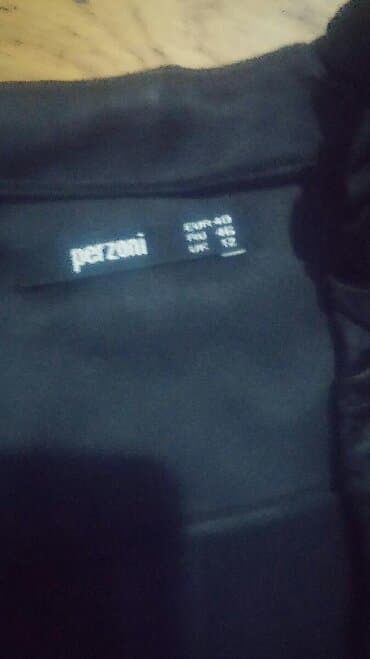 perzoni
EUR 40
RU 46
UK 12